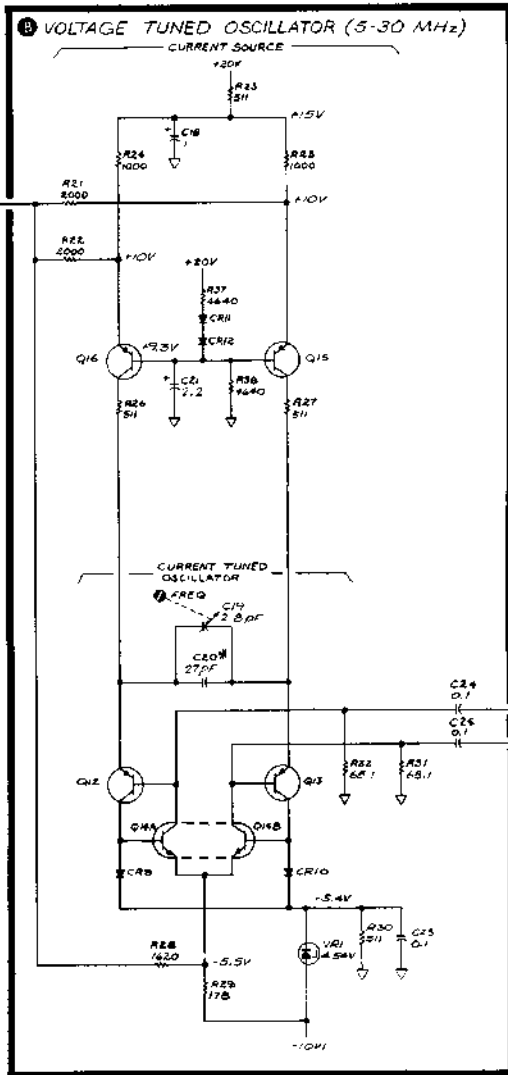 B VOLTAGE TUNED OSCILLATOR (5-30 MHz)
CURRENT SOURCE
+20V
R25
511
+15V
C18
1
R24
1000
R23
1000
R21
2000
+10V
R22
2000
+10V
+20V
R37
4640
CR11
CR12
Q16
+9.3V
Q15
C21
2.2
R38
4640
R26
511
R27
511
CURRENT TUNED
OSCILLATOR
FREQ
C19
2-8 pF
C20*
27pF
C24
0.1
C26
0.1
R32
68.1
R31
68.1
Q12
Q13
Q14A
Q14B
CR9
CR10
-5.4V
R30
511
C23
0.1
VR1
4.54V
R28
1620
-5.5V
R29
178
-10V1